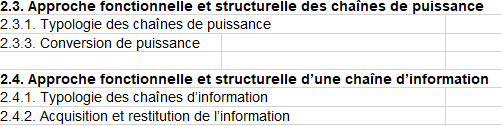 2.3. Approche fonctionnelle et structurelle des chaînes de puissance
2.3.1. Typologie des chaînes de puissance
2.3.3. Conversion de puissance
2.4. Approche fonctionnelle et structurelle d’une chaîne d’information
2.4.1. Typologie des chaînes d’information
2.4.2. Acquisition et restitution de l’information